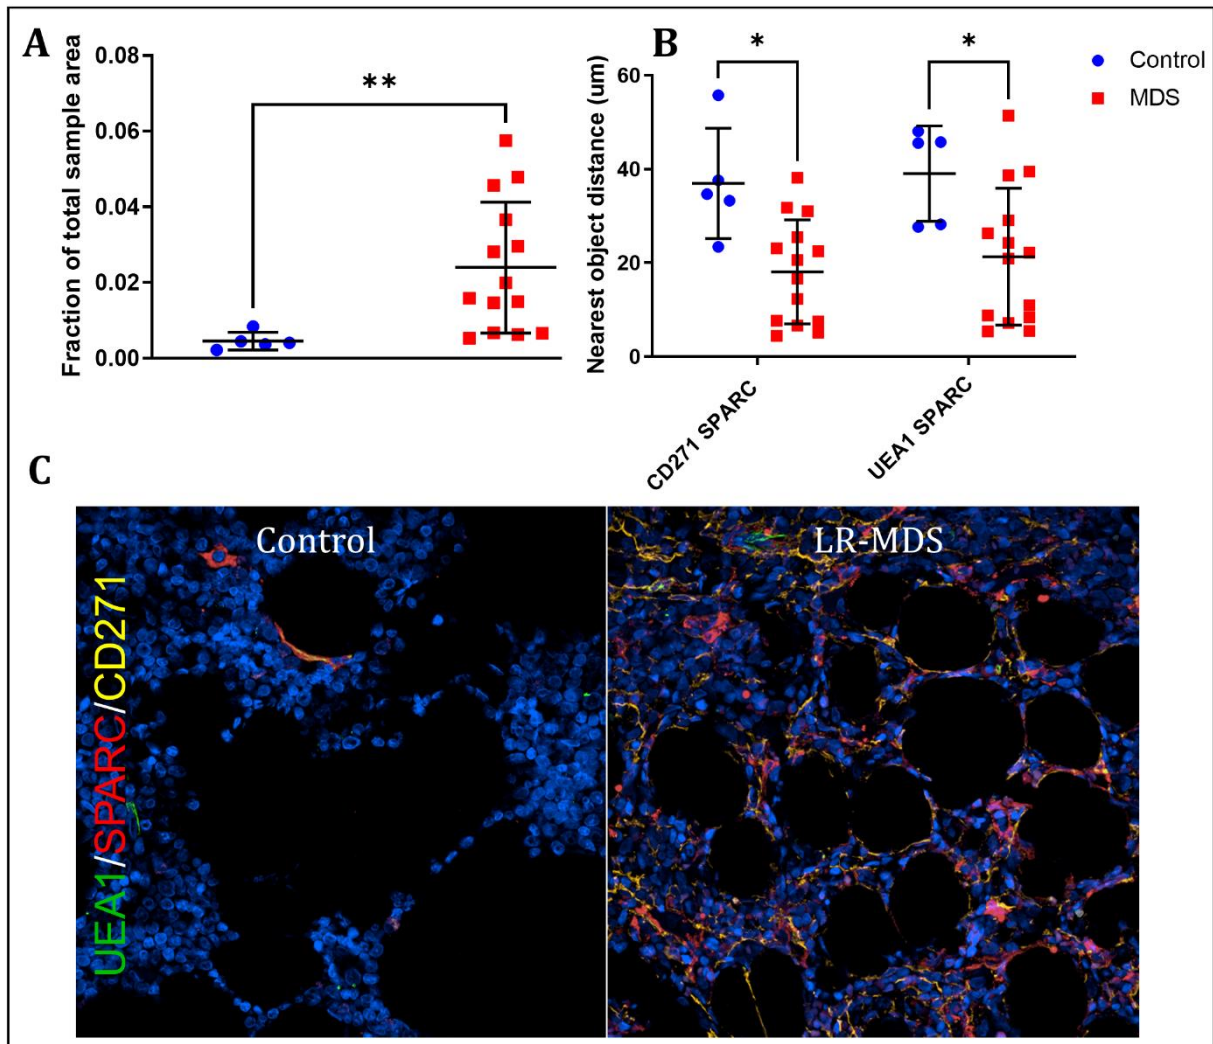 A
Fraction of total sample area
0.08
0.06
0.04
0.02
0.00
**
B
Nearest object distance (um)
60
40
20
0
*
*
Control
MDS
CD271 SPARC
UEA1 SPARC
C
UEA1/SPARC/CD271
Control
LR-MDS